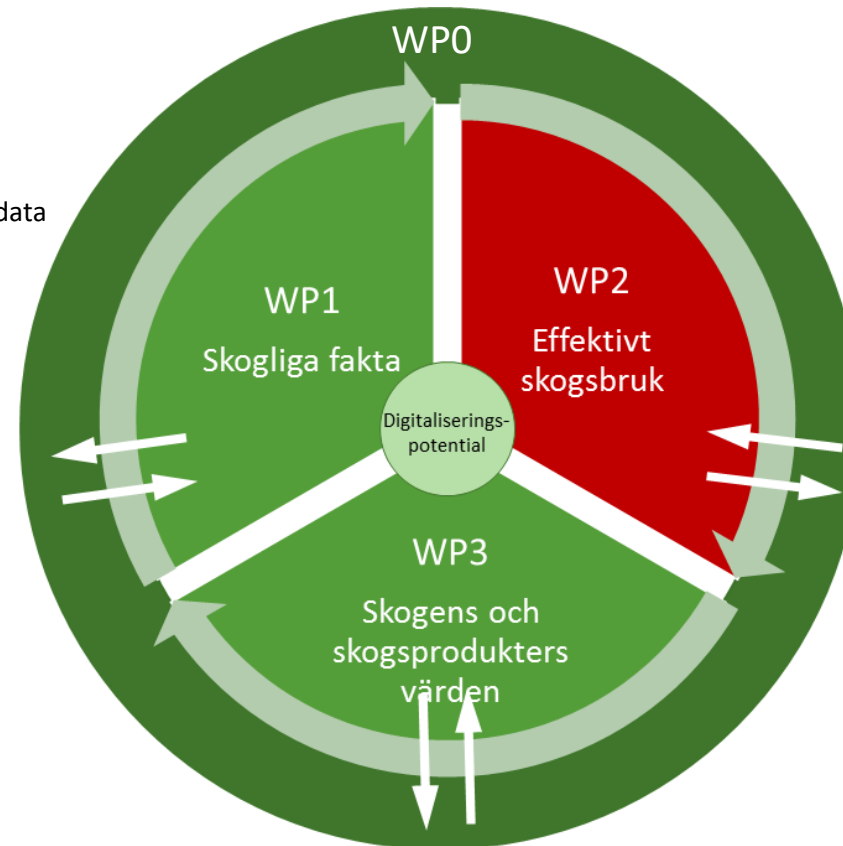 WP0
data
WP1
Skogliga fakta
WP2
Effektivt
skogsbruk
Digitaliserings-
potential
WP3
Skogens och
skogsprodukters
värden